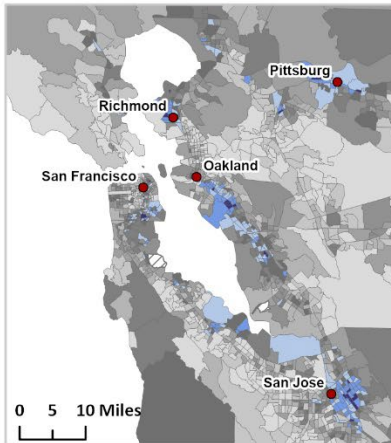 Pittsburg
Richmond
Oakland
San Francisco
San Jose
0 5 10 Miles